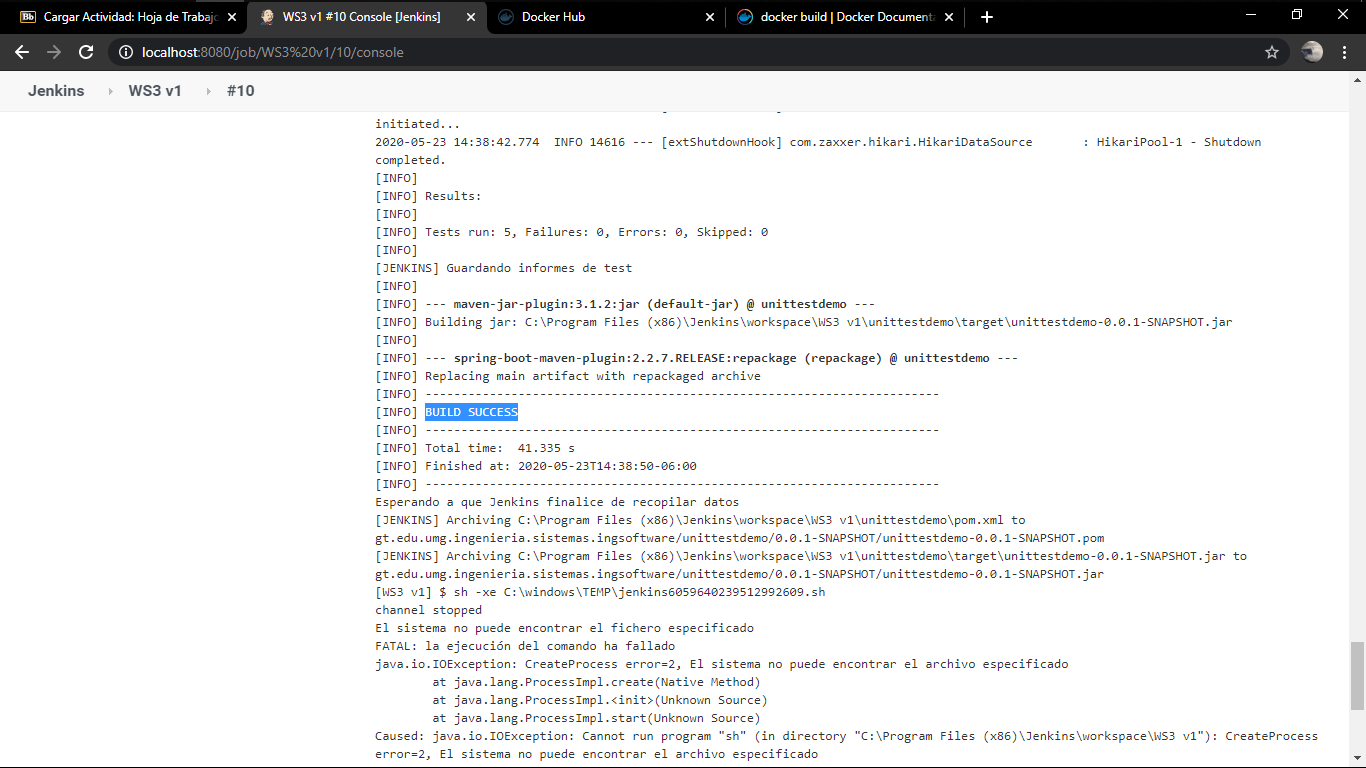 Cargar Actividad: Hoja de Trabajo
WS3 v1 #10 Console [Jenkins]
Docker Hub
docker build | Docker Documenta
localhost:8080/job/WS3%20v1/10/console
Jenkins
WS3 v1
#10
initiated...
2020-05-23 14:38:42.774  INFO 14616 --- [extShutdownHook] com.zaxxer.hikari.HikariDataSource       : HikariPool-1 - Shutdown
completed.
[INFO]
[INFO] Results:
[INFO]
[INFO] Tests run: 5, Failures: 0, Errors: 0, Skipped: 0
[INFO]
[JENKINS] Guardando informes de test
[INFO]
[INFO] --- maven-jar-plugin:3.1.2:jar (default-jar) @ unittestdemo ---
[INFO] Building jar: C:\Program Files (x86)\Jenkins\workspace\WS3 v1\unittestdemo\target\unittestdemo-0.0.1-SNAPSHOT.jar
[INFO]
[INFO] --- spring-boot-maven-plugin:2.2.7.RELEASE:repackage (repackage) @ unittestdemo ---
[INFO] Replacing main artifact with repackaged archive
[INFO] ------------------------------------------------------------------------
[INFO] BUILD SUCCESS
[INFO] ------------------------------------------------------------------------
[INFO] Total time:  41.335 s
[INFO] Finished at: 2020-05-23T14:38:50-06:00
[INFO] ------------------------------------------------------------------------
Esperando a que Jenkins finalice de recopilar datos
[JENKINS] Archiving C:\Program Files (x86)\Jenkins\workspace\WS3 v1\unittestdemo\pom.xml to
gt.edu.umg.ingenieria.sistemas.ingsoftware/unittestdemo/0.0.1-SNAPSHOT/unittestdemo-0.0.1-SNAPSHOT.pom
[JENKINS] Archiving C:\Program Files (x86)\Jenkins\workspace\WS3 v1\unittestdemo\target\unittestdemo-0.0.1-SNAPSHOT.jar to
gt.edu.umg.ingenieria.sistemas.ingsoftware/unittestdemo/0.0.1-SNAPSHOT/unittestdemo-0.0.1-SNAPSHOT.jar
[WS3 v1] $ sh -xe C:\windows\TEMP\jenkins6059640239512992609.sh
channel stopped
El sistema no puede encontrar el fichero especificado
FATAL: la ejecución del comando ha fallado
java.io.IOException: CreateProcess error=2, El sistema no puede encontrar el archivo especificado
	at java.lang.ProcessImpl.create(Native Method)
	at java.lang.ProcessImpl.<init>(Unknown Source)
	at java.lang.ProcessImpl.start(Unknown Source)
Caused: java.io.IOException: Cannot run program "sh" (in directory "C:\Program Files (x86)\Jenkins\workspace\WS3 v1"): CreateProcess
error=2, El sistema no puede encontrar el archivo especificado